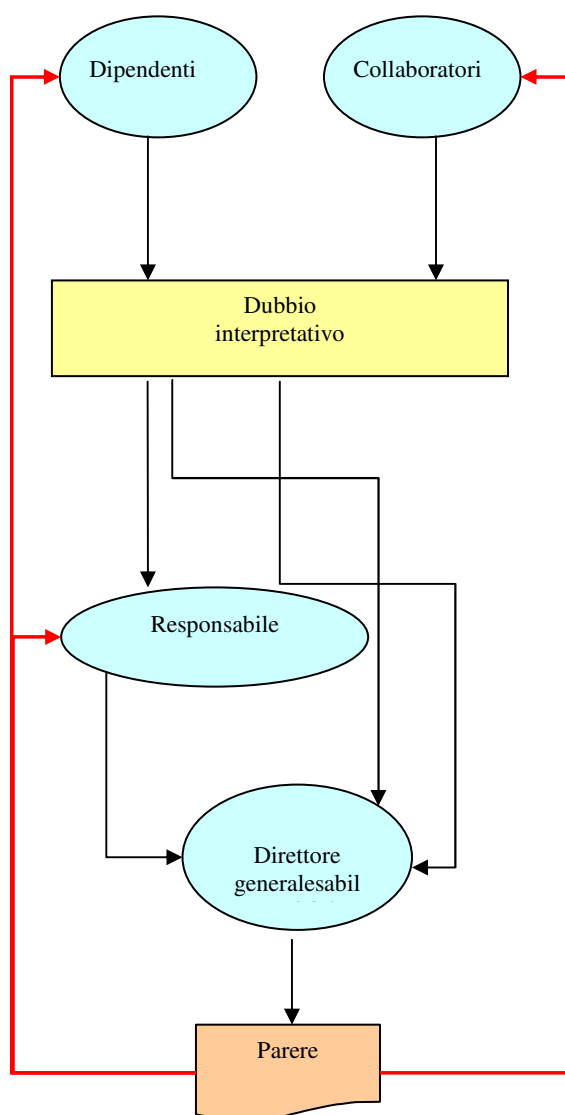 Dipendenti
Collaboratori
Dubbio
interpretativo
Responsabile
Direttore
generalesabil
Parere